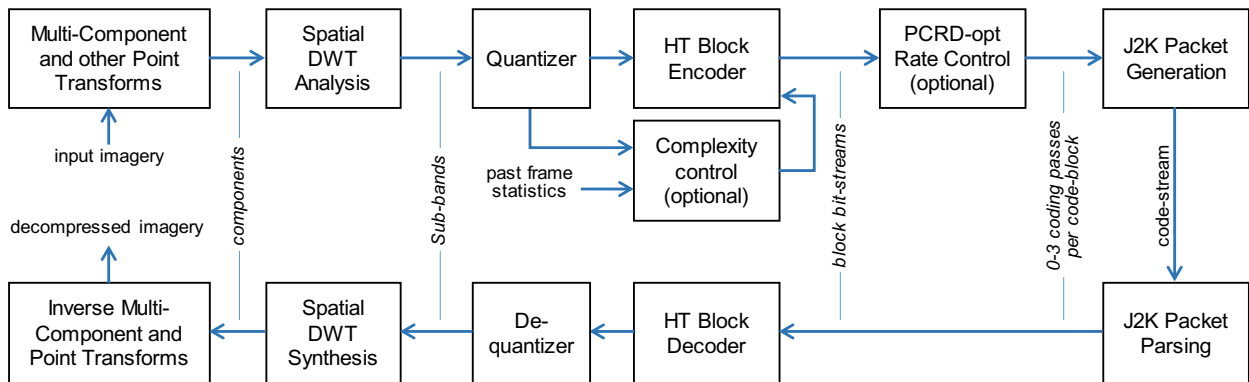 Multi-Component
and other Point
Transforms
Spatial
DWT
Analysis
Quantizer
HT Block
Encoder
PCRD-opt
Rate Control
(optional)
J2K Packet
Generation
input imagery
components
Sub-bands
past frame
statistics
Complexity
control
(optional)
block bit-streams
0-3 coding passes
per code-block
code-stream
decompressed imagery
Inverse Multi-
Component and
Point Transforms
Spatial
DWT
Synthesis
De-
quantizer
HT Block
Decoder
J2K Packet
Parsing